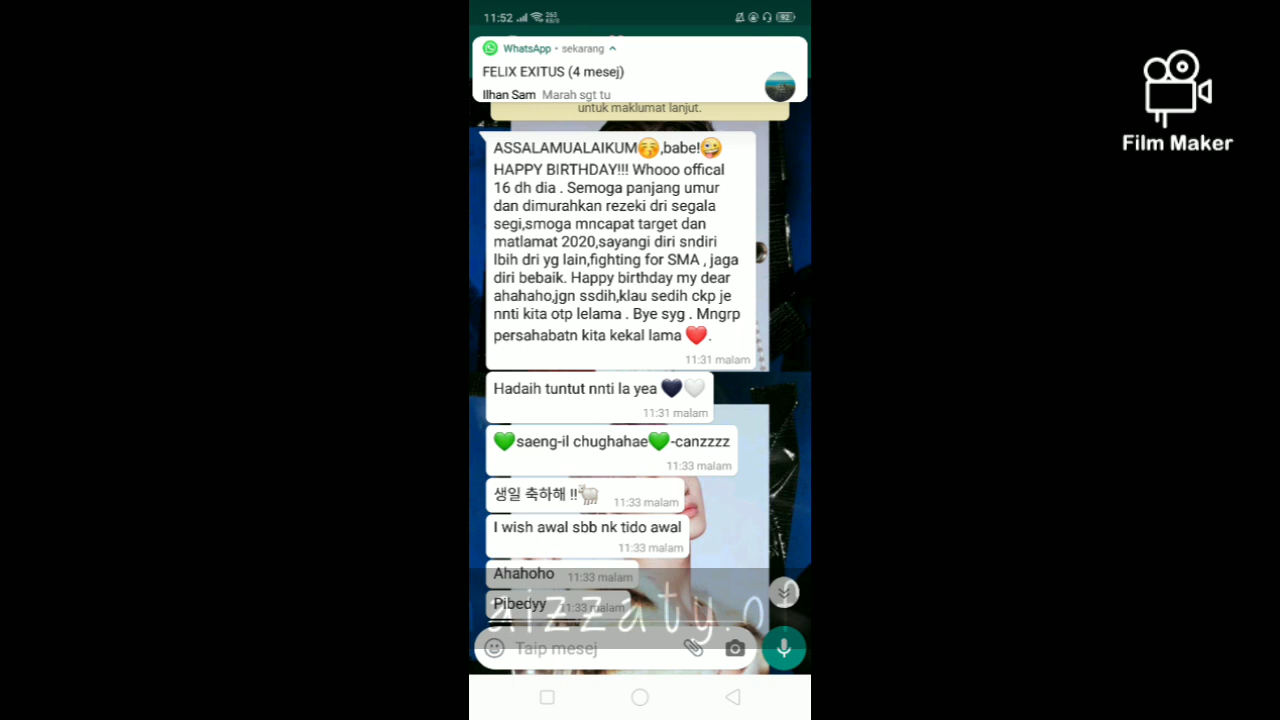 11:52
263
KB/S
92
WhatsApp • sekarang
FELIX EXITUS (4 mesej)
Ilhan Sam Marah sgt tu
untuk maklumat lanjut.
ASSALAMUALAIKUM😚,babe!🤪
HAPPY BIRTHDAY!!! Whooo offical
16 dh dia . Semoga panjang umur
dan dimurahkan rezeki dri segala
segi,smoga mncapat target dan
matlamat 2020,sayangi diri sndiri
lbih dri yg lain,fighting for SMA , jaga
diri bebaik. Happy birthday my dear
ahahaho,jgn ssdih,klau sedih ckp je
nnti kita otp lelama . Bye syg . Mngrp
persahabatn kita kekal lama ❤️.
11:31 malam
Hadaih tuntut nnti la yea 🖤🤍
11:31 malam
💚saeng-il chughahae💚-canzzzz
11:33 malam
생일 축하해 !!🐑 11:33 malam
I wish awal sbb nk tido awal
11:33 malam
Ahahoho 11:33 malam
Pibedyy 11:33 malam
aizzaty.o
Taip mesej
Film Maker